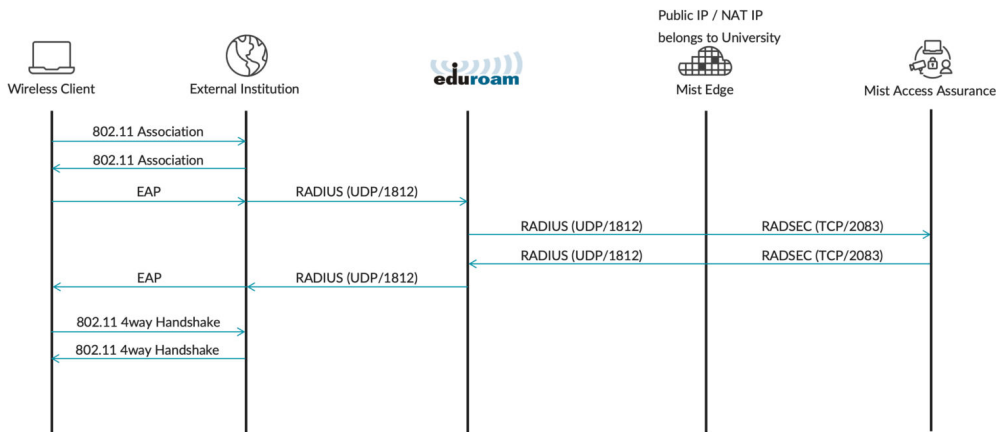 Public IP / NAT IP
belongs to University
Wireless Client
External Institution
eduroam
Mist Edge
Mist Access Assurance
802.11 Association
802.11 Association
EAP
RADIUS (UDP/1812)
RADIUS (UDP/1812)
RADSEC (TCP/2083)
RADIUS (UDP/1812)
RADSEC (TCP/2083)
EAP
RADIUS (UDP/1812)
802.11 4way Handshake
802.11 4way Handshake